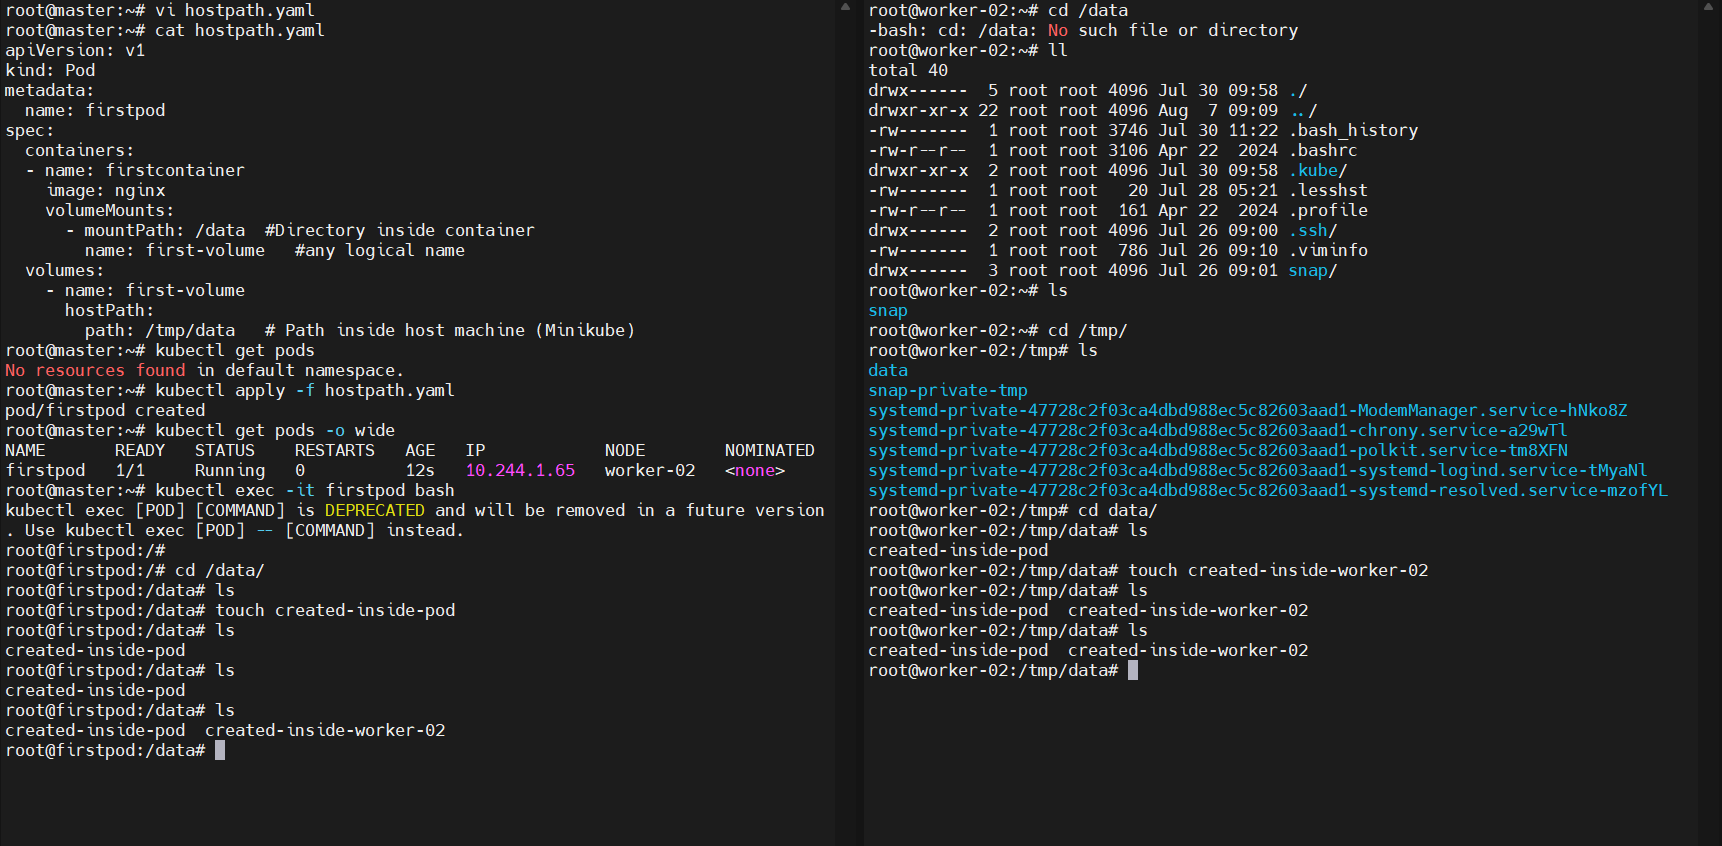 root@master:~# vi hostpath.yaml
root@master:~# cat hostpath.yaml
apiVersion: v1
kind: Pod
metadata:
  name: firstpod
spec:
  containers:
  - name: firstcontainer
    image: nginx
    volumeMounts:
      - mountPath: /data  #Directory inside container
        name: first-volume   #any logical name
  volumes:
    - name: first-volume
      hostPath:
        path: /tmp/data   # Path inside host machine (Minikube)
root@master:~# kubectl get pods
No resources found in default namespace.
root@master:~# kubectl apply -f hostpath.yaml
pod/firstpod created
root@master:~# kubectl get pods -o wide
NAME       READY   STATUS    RESTARTS   AGE   IP            NODE        NOMINATED
firstpod   1/1     Running   0          12s   10.244.1.65   worker-02   <none>
root@master:~# kubectl exec -it firstpod bash
kubectl exec [POD] [COMMAND] is DEPRECATED and will be removed in a future version
. Use kubectl exec [POD] -- [COMMAND] instead.
root@firstpod:/#
root@firstpod:/# cd /data/
root@firstpod:/data# ls
root@firstpod:/data# touch created-inside-pod
root@firstpod:/data# ls
created-inside-pod
root@firstpod:/data# ls
created-inside-pod
root@firstpod:/data# ls
created-inside-pod  created-inside-worker-02
root@firstpod:/data#
root@worker-02:~# cd /data
-bash: cd: /data: No such file or directory
root@worker-02:~# ll
total 40
drwx------  5 root root 4096 Jul 30 09:58 ./
drwxr-xr-x 22 root root 4096 Aug  7 09:09 ../
-rw-------  1 root root 3746 Jul 30 11:22 .bash_history
-rw-r--r--  1 root root 3106 Apr 22  2024 .bashrc
drwxr-xr-x  2 root root 4096 Jul 30 09:58 .kube/
-rw-------  1 root root   20 Jul 28 05:21 .lesshst
-rw-r--r--  1 root root  161 Apr 22  2024 .profile
drwx------  2 root root 4096 Jul 26 09:00 .ssh/
-rw-------  1 root root  786 Jul 26 09:10 .viminfo
drwx------  3 root root 4096 Jul 26 09:01 snap/
root@worker-02:~# ls
snap
root@worker-02:~# cd /tmp/
root@worker-02:/tmp# ls
data
snap-private-tmp
systemd-private-47728c2f03ca4dbd988ec5c82603aad1-ModemManager.service-hNko8Z
systemd-private-47728c2f03ca4dbd988ec5c82603aad1-chrony.service-a29wTl
systemd-private-47728c2f03ca4dbd988ec5c82603aad1-polkit.service-tm8XFN
systemd-private-47728c2f03ca4dbd988ec5c82603aad1-systemd-logind.service-tMyaNl
systemd-private-47728c2f03ca4dbd988ec5c82603aad1-systemd-resolved.service-mzofYL
root@worker-02:/tmp# cd data/
root@worker-02:/tmp/data# ls
created-inside-pod
root@worker-02:/tmp/data# touch created-inside-worker-02
root@worker-02:/tmp/data# ls
created-inside-pod  created-inside-worker-02
root@worker-02:/tmp/data# ls
created-inside-pod  created-inside-worker-02
root@worker-02:/tmp/data#